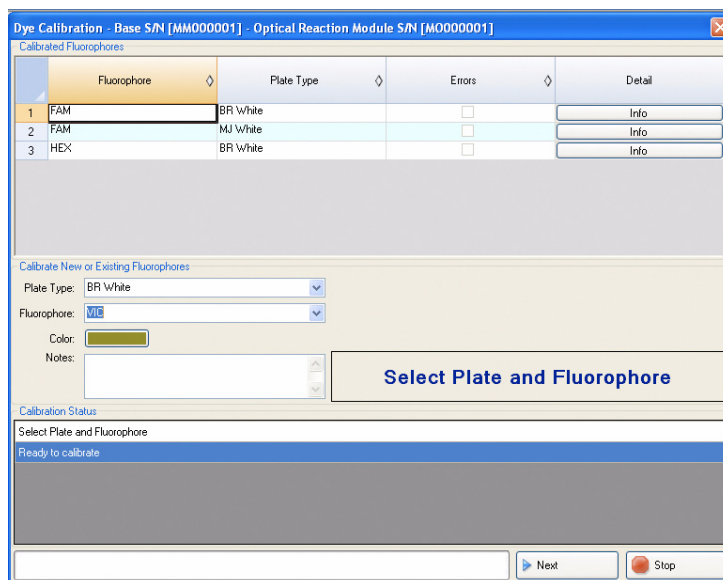 Dye Calibration - Base S/N [MM000001] - Optical Reaction Module S/N [MO000001]
Calibrated Fluorophores
Fluorophore Plate Type Errors Detail
1 FAM BR White Info
2 FAM MJ White Info
3 HEX BR White Info
Calibrate New or Existing Fluorophores
Plate Type: BR White
Fluorophore: VIC
Color:
Notes:
Select Plate and Fluorophore
Calibration Status
Select Plate and Fluorophore
Ready to calibrate
Next Stop